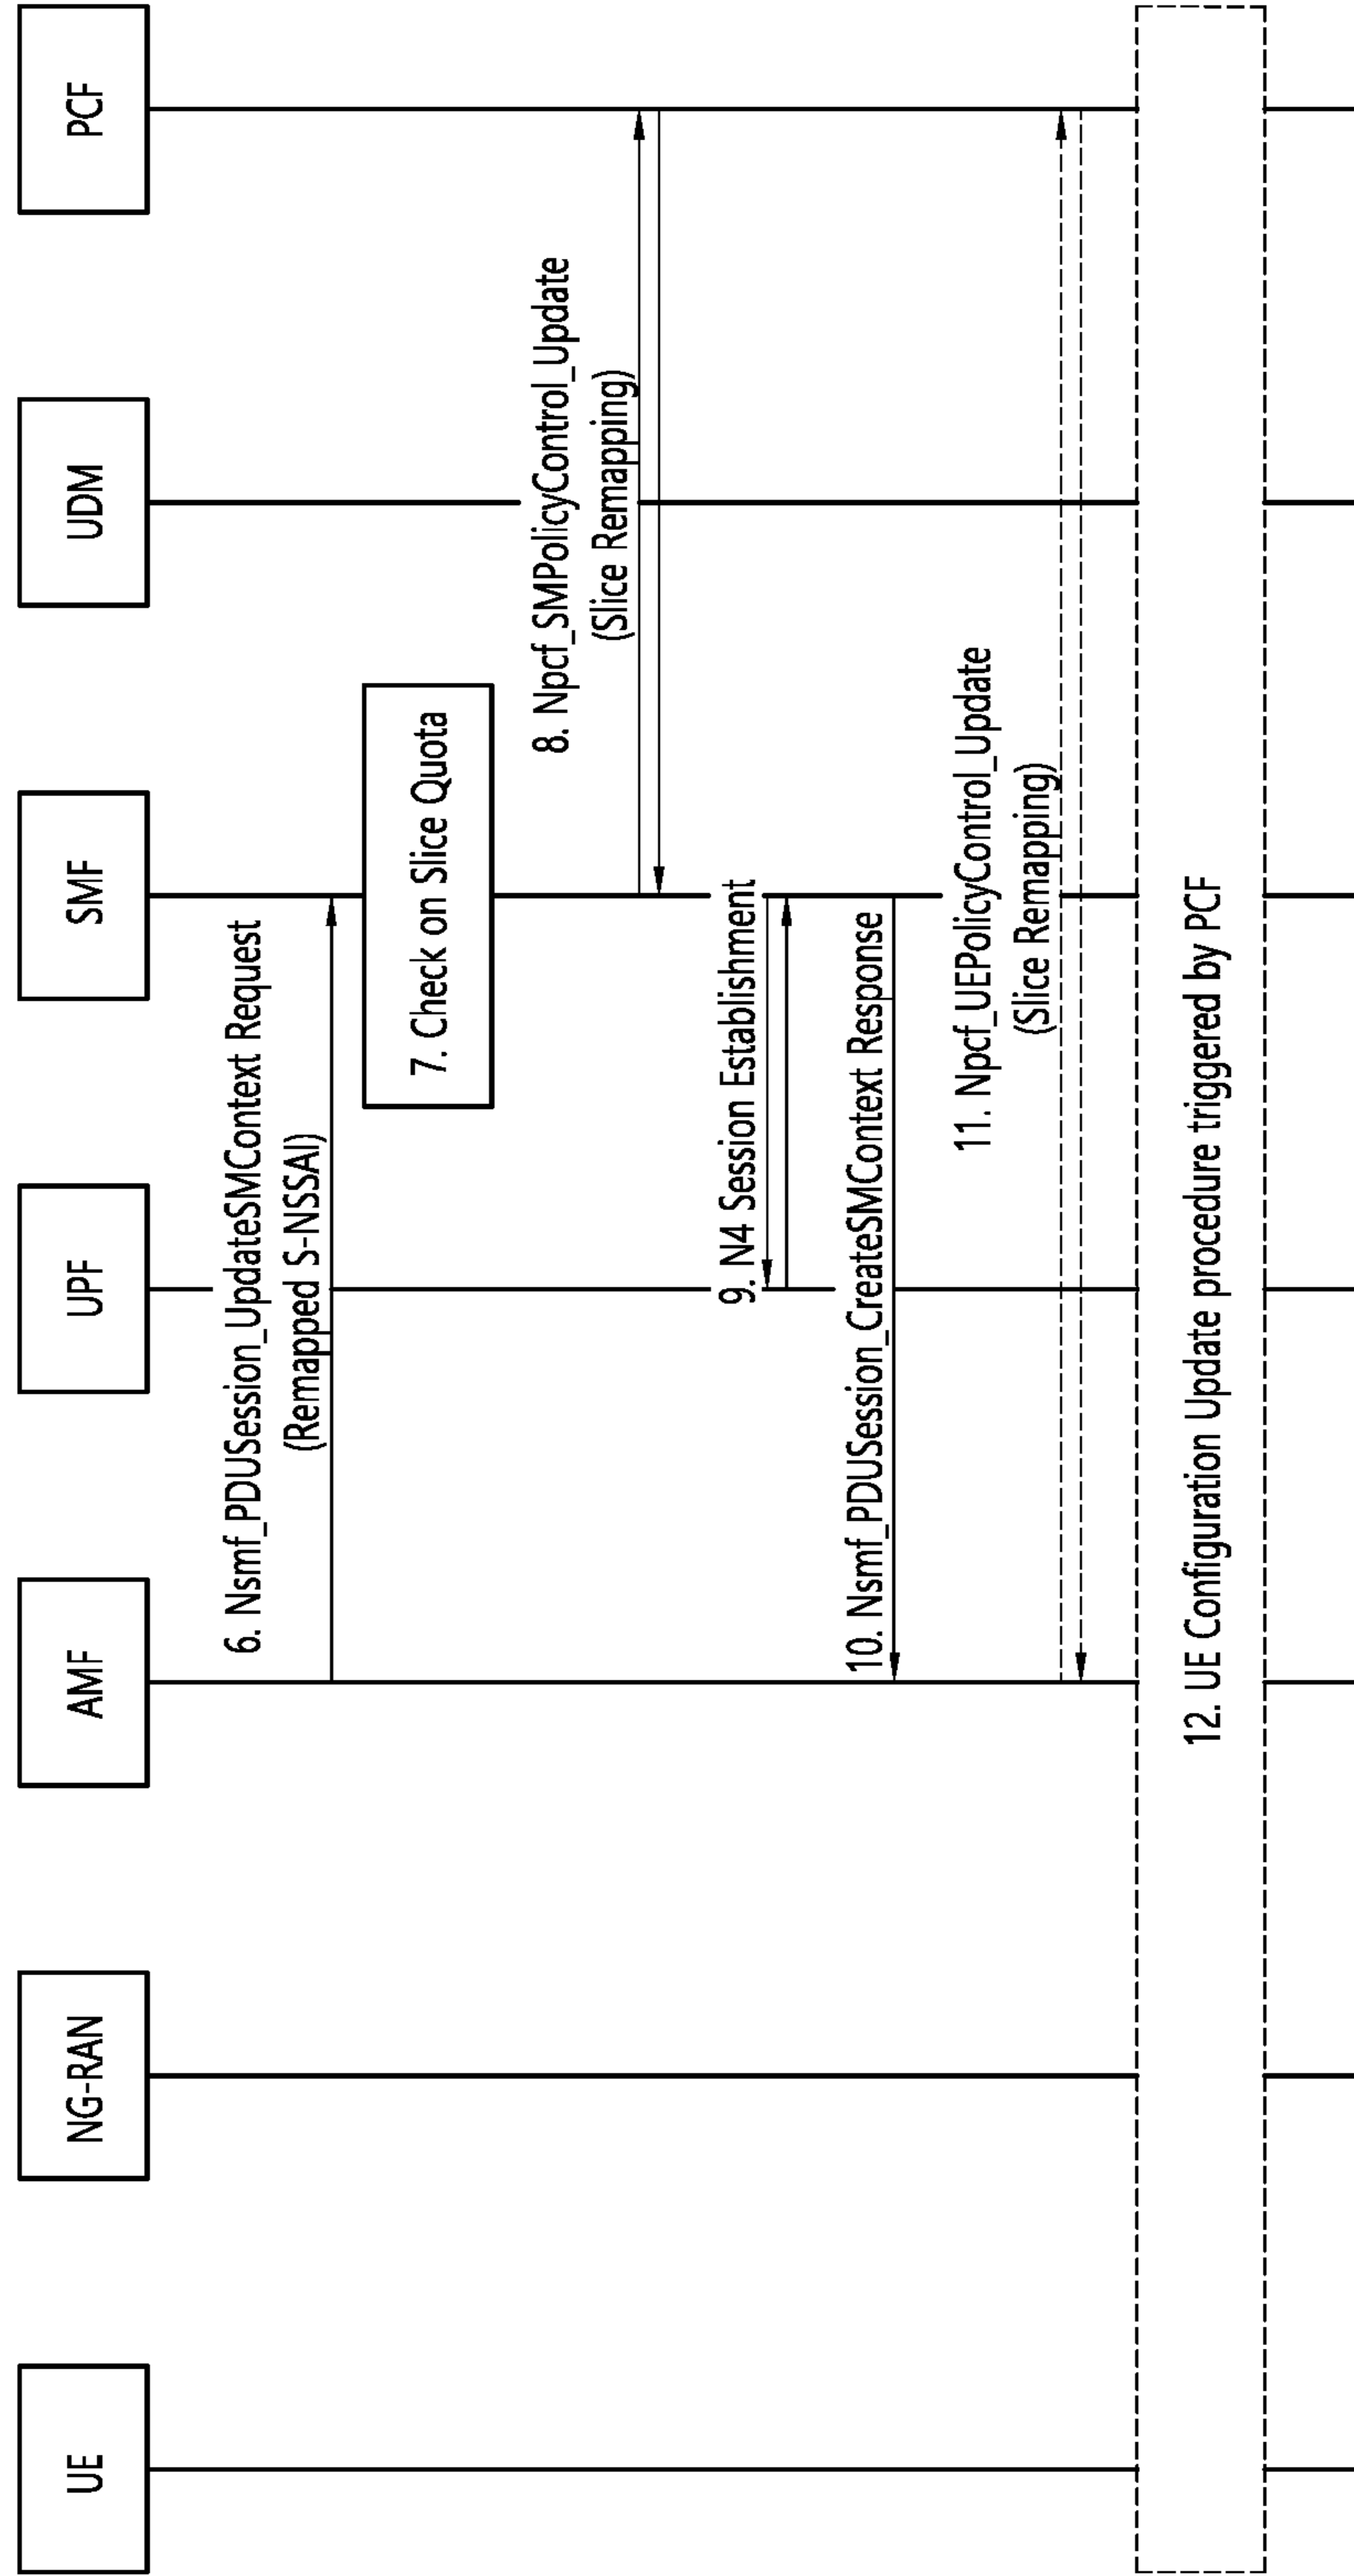 UE
NG-RAN
AMF
UPF
SMF
UDM
PCF
6. Nsmf_PDUSession_UpdateSMContext Request
(Remapped S-NSSAI)
7. Check on Slice Quota
8. Npcf_SMPolicyControl_Update
(Slice Remapping)
9. N4 Session Establishment
10. Nsmf_PDUSession_CreateSMContext Response
11. Npcf_UEPolicyControl_Update
(Slice Remapping)
12. UE Configuration Update procedure triggered by PCF